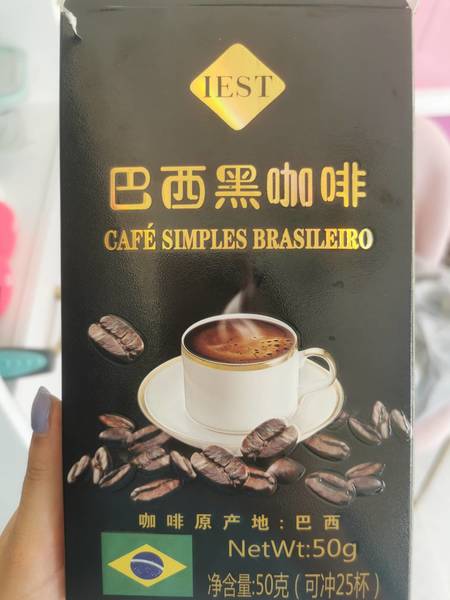 IEST
巴西黑咖啡
CAFÉ SIMPLES BRASILEIRO
咖啡原产地:巴西
NetWt:50g
净含量:50克(可冲25杯)